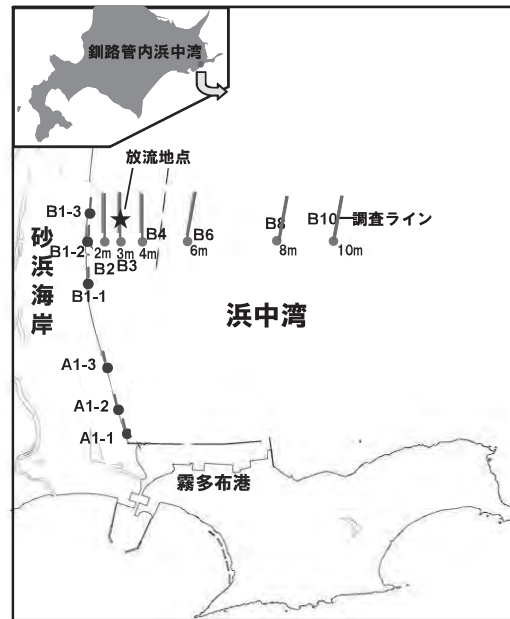 釧路管内浜中湾
放流地点
B1-3
B4
B6
B8
B10
調査ライン
B1-2
2m
3m
4m
6m
8m
10m
B2
B3
B1-1
砂浜海岸
浜中湾
A1-3
A1-2
A1-1
霧多布港